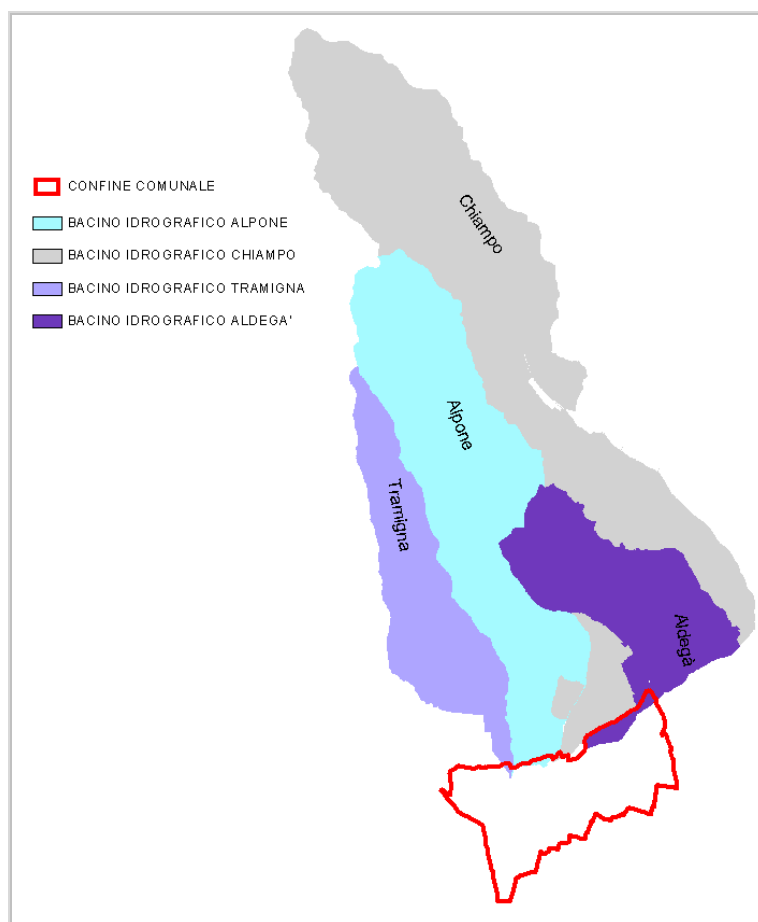 CONFINE COMUNALE
BACINO IDROGRAFICO ALPONE
BACINO IDROGRAFICO CHIAMPO
BACINO IDROGRAFICO TRAMIGNA
BACINO IDROGRAFICO ALDEGA'
Chiampo
Alpone
Tramigna
Aldegà